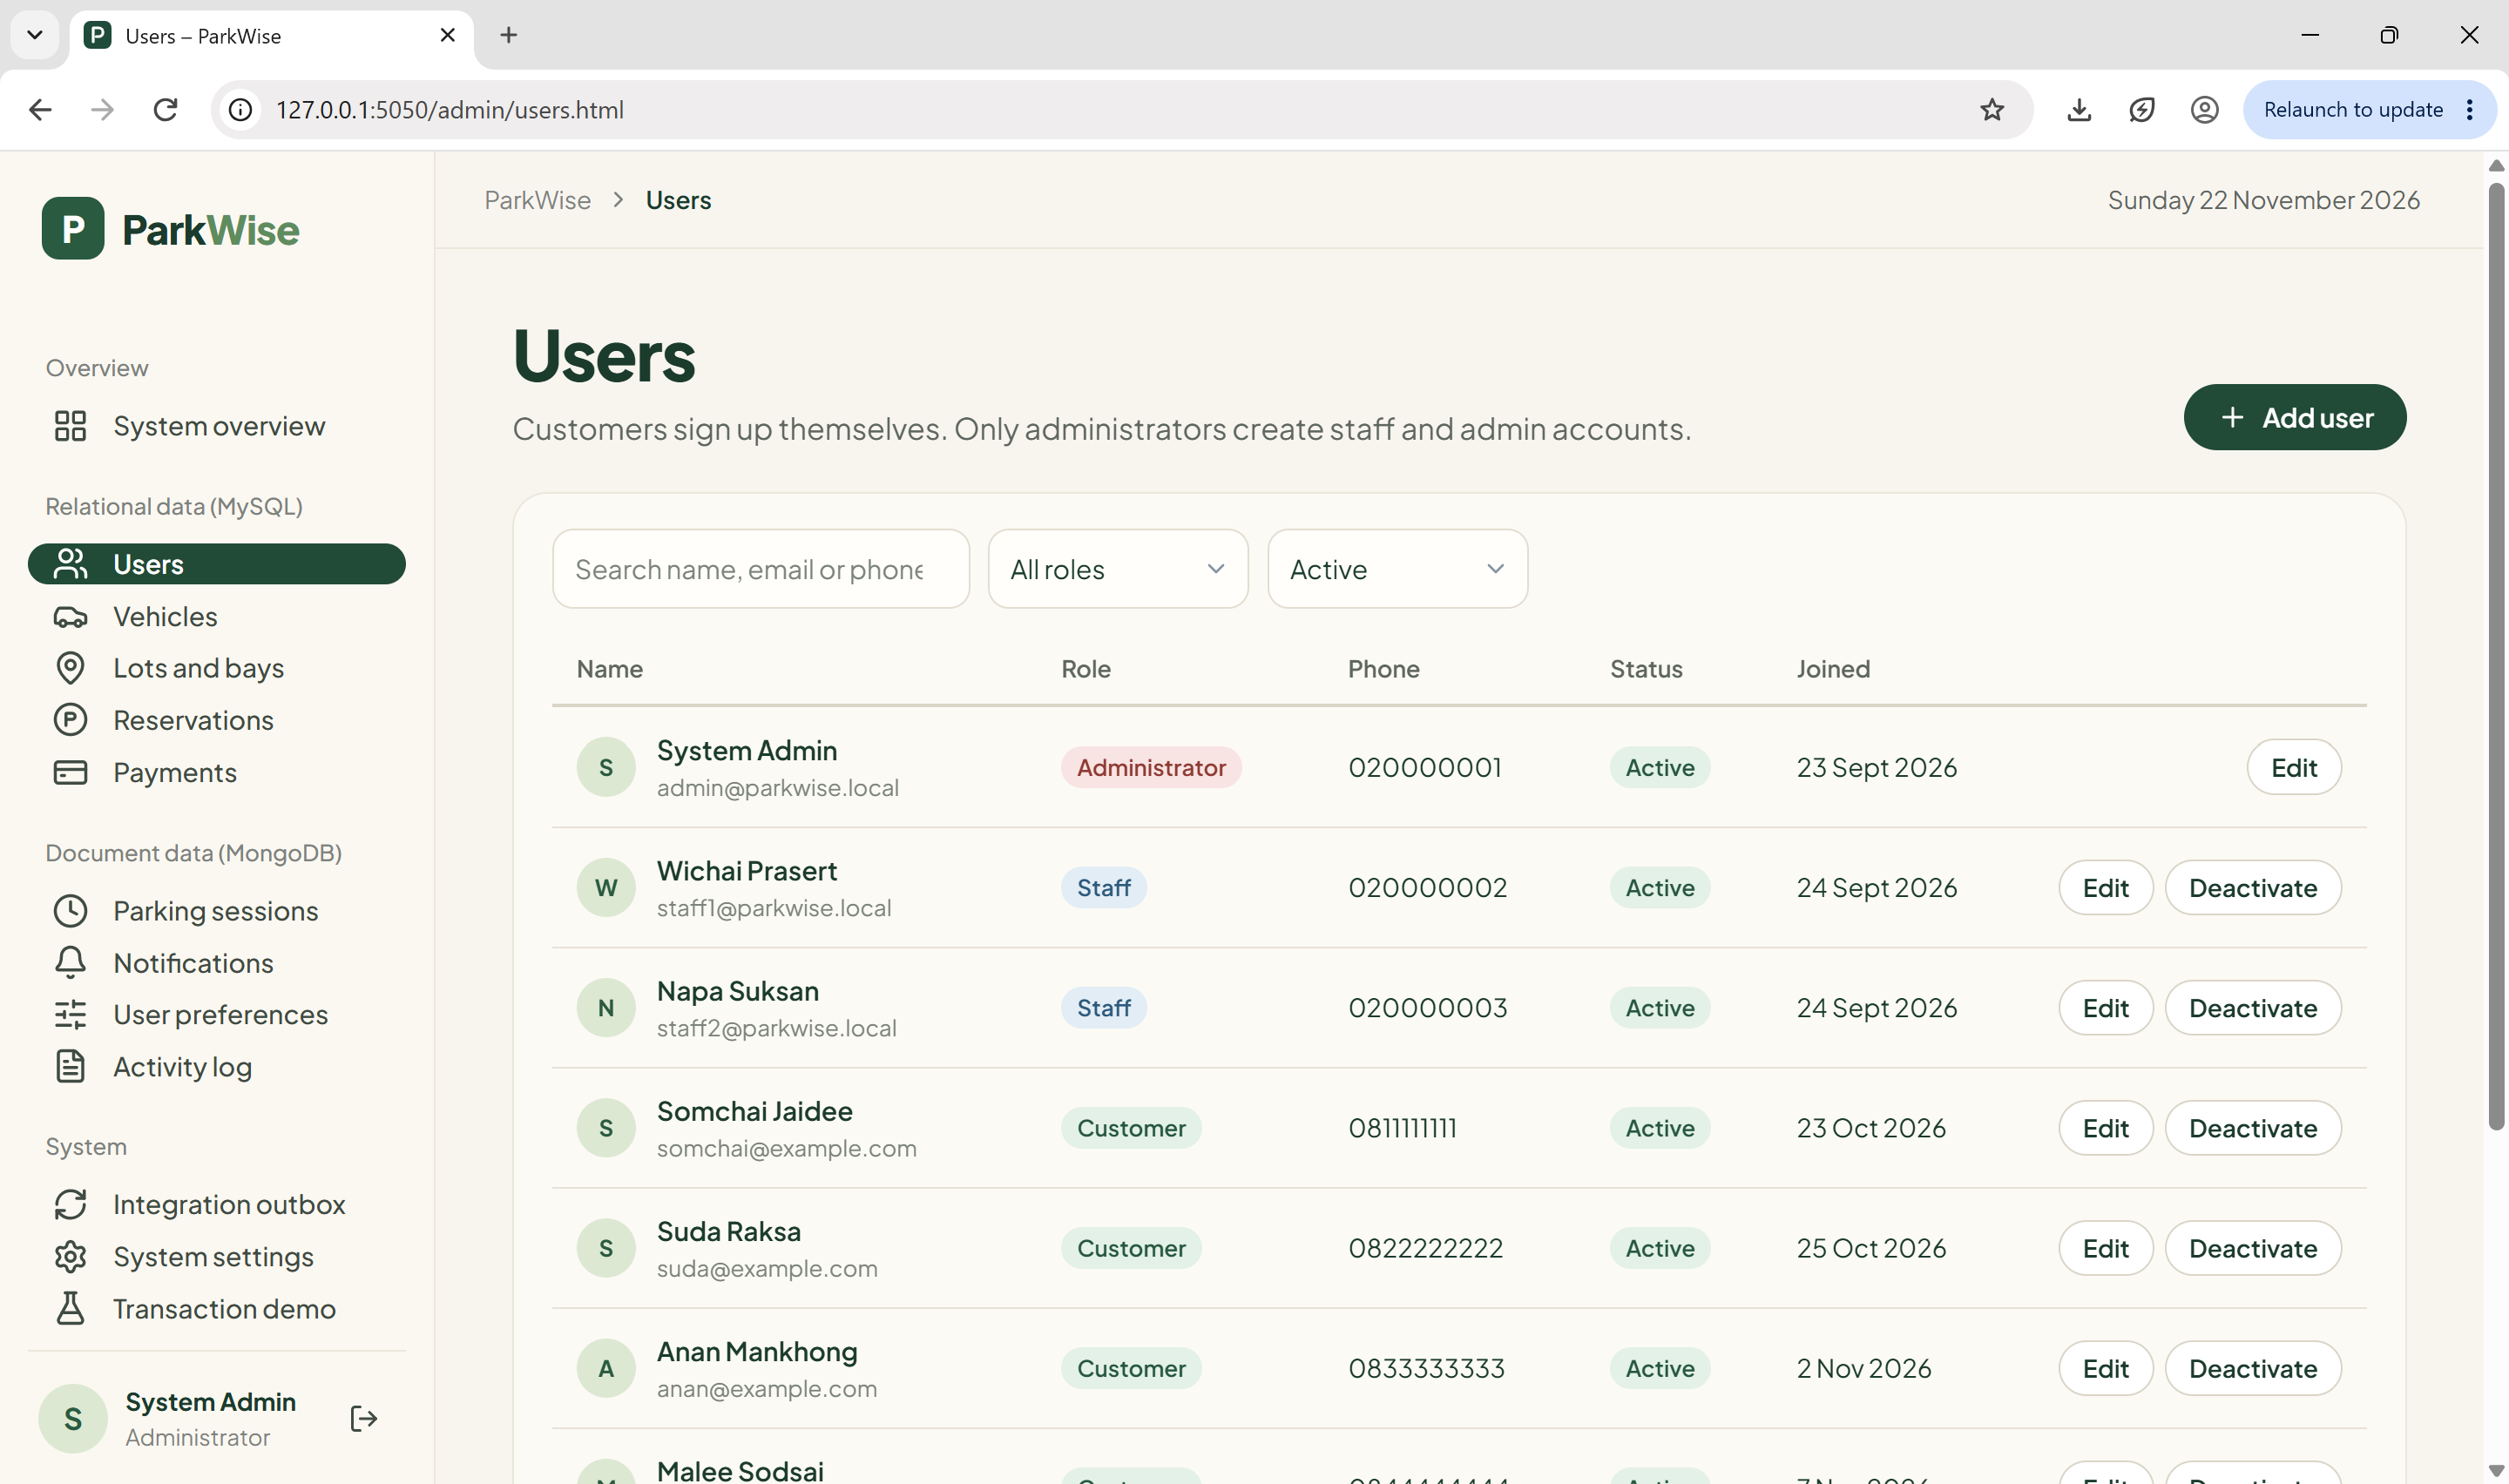 P Users – ParkWise
127.0.0.1:5050/admin/users.html
Relaunch to update
P ParkWise
ParkWise > Users
Sunday 22 November 2026
Overview
System overview
Relational data (MySQL)
Users
Vehicles
Lots and bays
P Reservations
Payments
Document data (MongoDB)
Parking sessions
Notifications
User preferences
Activity log
System
Integration outbox
System settings
Transaction demo
S System Admin
Administrator
Users
Customers sign up themselves. Only administrators create staff and admin accounts.
+ Add user
Search name, email or phone
All roles
Active
Name Role Phone Status Joined
S System Admin Administrator 020000001 Active 23 Sept 2026 Edit
admin@parkwise.local
W Wichai Prasert Staff 020000002 Active 24 Sept 2026 Edit Deactivate
staff1@parkwise.local
N Napa Suksan Staff 020000003 Active 24 Sept 2026 Edit Deactivate
staff2@parkwise.local
S Somchai Jaidee Customer 0811111111 Active 23 Oct 2026 Edit Deactivate
somchai@example.com
S Suda Raksa Customer 0822222222 Active 25 Oct 2026 Edit Deactivate
suda@example.com
A Anan Mankhong Customer 0833333333 Active 2 Nov 2026 Edit Deactivate
anan@example.com
Malee Sodsai